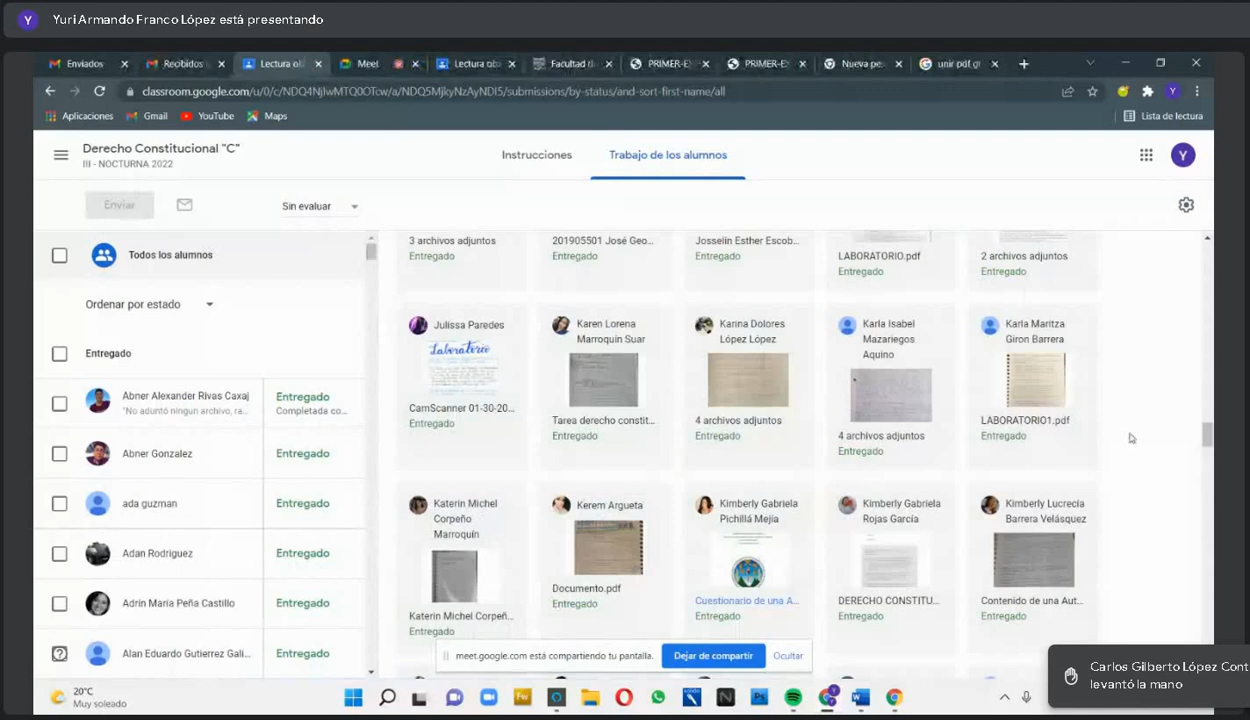 Y Yuri Armando Franco López está presentando
Enviados
Recibidos
Lectura ob
Meet
Lectura ob
Facultad d
PRIMER-E
PRIMER-E
Nueva pe
unir pdf g
classroom.google.com/u/0/c/NDQ4NjIwMTQ0OTcw/a/NDQ5MjkyNzAyNDI5/submissions/by-status/and-sort-first-name/all
Aplicaciones
Gmail
YouTube
Maps
Lista de lectura
Derecho Constitucional "C"
III - NOCTURNA 2022
Instrucciones
Trabajo de los alumnos
Y
Enviar
Sin evaluar
Todos los alumnos
Ordenar por estado
Entregado
Abner Alexander Rivas Caxaj
"No aduntó ningun archivo, ra...
Entregado
Completada co...
Abner Gonzalez
Entregado
ada guzman
Entregado
Adan Rodriguez
Entregado
Adrin María Peña Castillo
Entregado
Alan Eduardo Gutierrez Gali...
Entregado
3 archivos adjuntos
Entregado
201905501 José Geo...
Entregado
Josselin Esther Escob...
Entregado
LABORATORIO.pdf
Entregado
2 archivos adjuntos
Entregado
Julissa Paredes
Laboratorio
CamScanner 01-30-20...
Entregado
Karen Lorena
Marroquín Suar
Tarea derecho constit...
Entregado
Karina Dolores
López López
4 archivos adjuntos
Entregado
Karla Isabel
Mazariegos
Aquino
4 archivos adjuntos
Entregado
Karla Maritza
Giron Barrera
LABORATORIO1.pdf
Entregado
Katerin Michel
Corpeño
Marroquín
Katerin Michel Corpeñ...
Entregado
Kerem Argueta
Documento.pdf
Entregado
Kimberly Gabriela
Pichillá Mejía
Cuestionario de una A...
Entregado
Kimberly Gabriela
Rojas García
DERECHO CONSTITU...
Entregado
Kimberly Lucrecia
Barrera Velásquez
Contenido de una Aut...
Entregado
meet.google.com está compartiendo tu pantalla.
Dejar de compartir
Ocultar
Carlos Gilberto López Cont
levantó la mano
20°C
Muy soleado